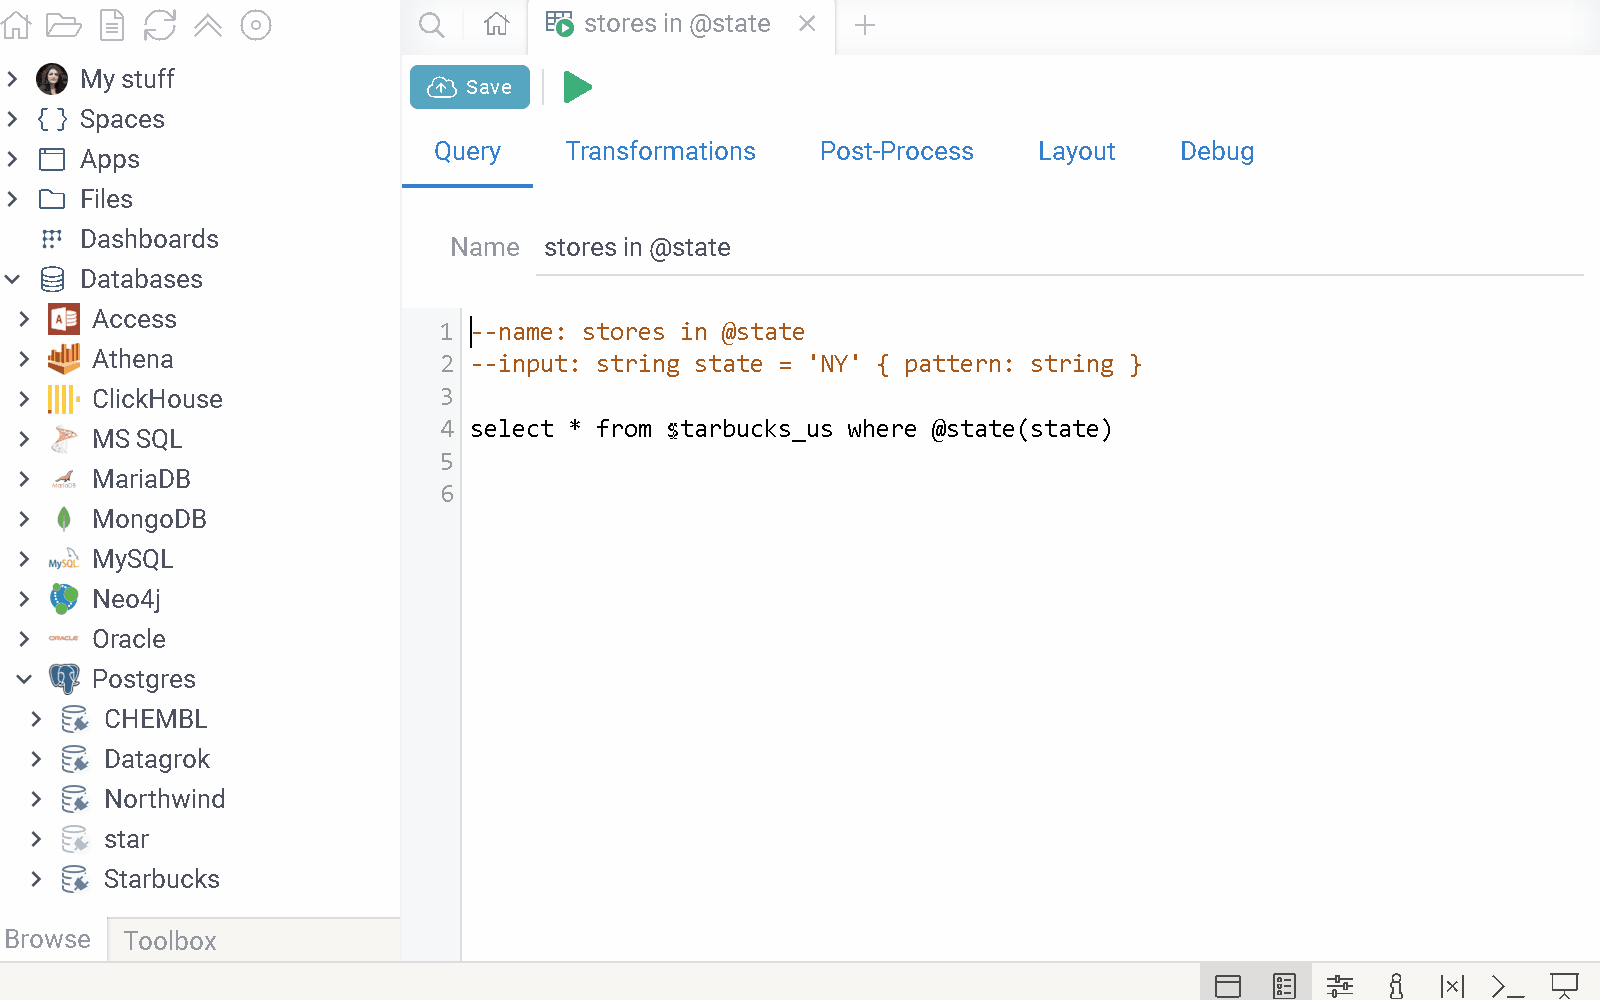 stores in @state
Save
Query Transformations Post-Process Layout Debug
Name stores in @state
1 --name: stores in @state
2 --input: string state = 'NY' { pattern: string }
3
4 select * from starbucks_us where @state(state)
5
6
My stuff
Spaces
Apps
Files
Dashboards
Databases
Access
Athena
ClickHouse
MS SQL
MariaDB
MongoDB
MySQL
Neo4j
Oracle
Postgres
CHEMBL
Datagrok
Northwind
star
Starbucks
Browse Toolbox